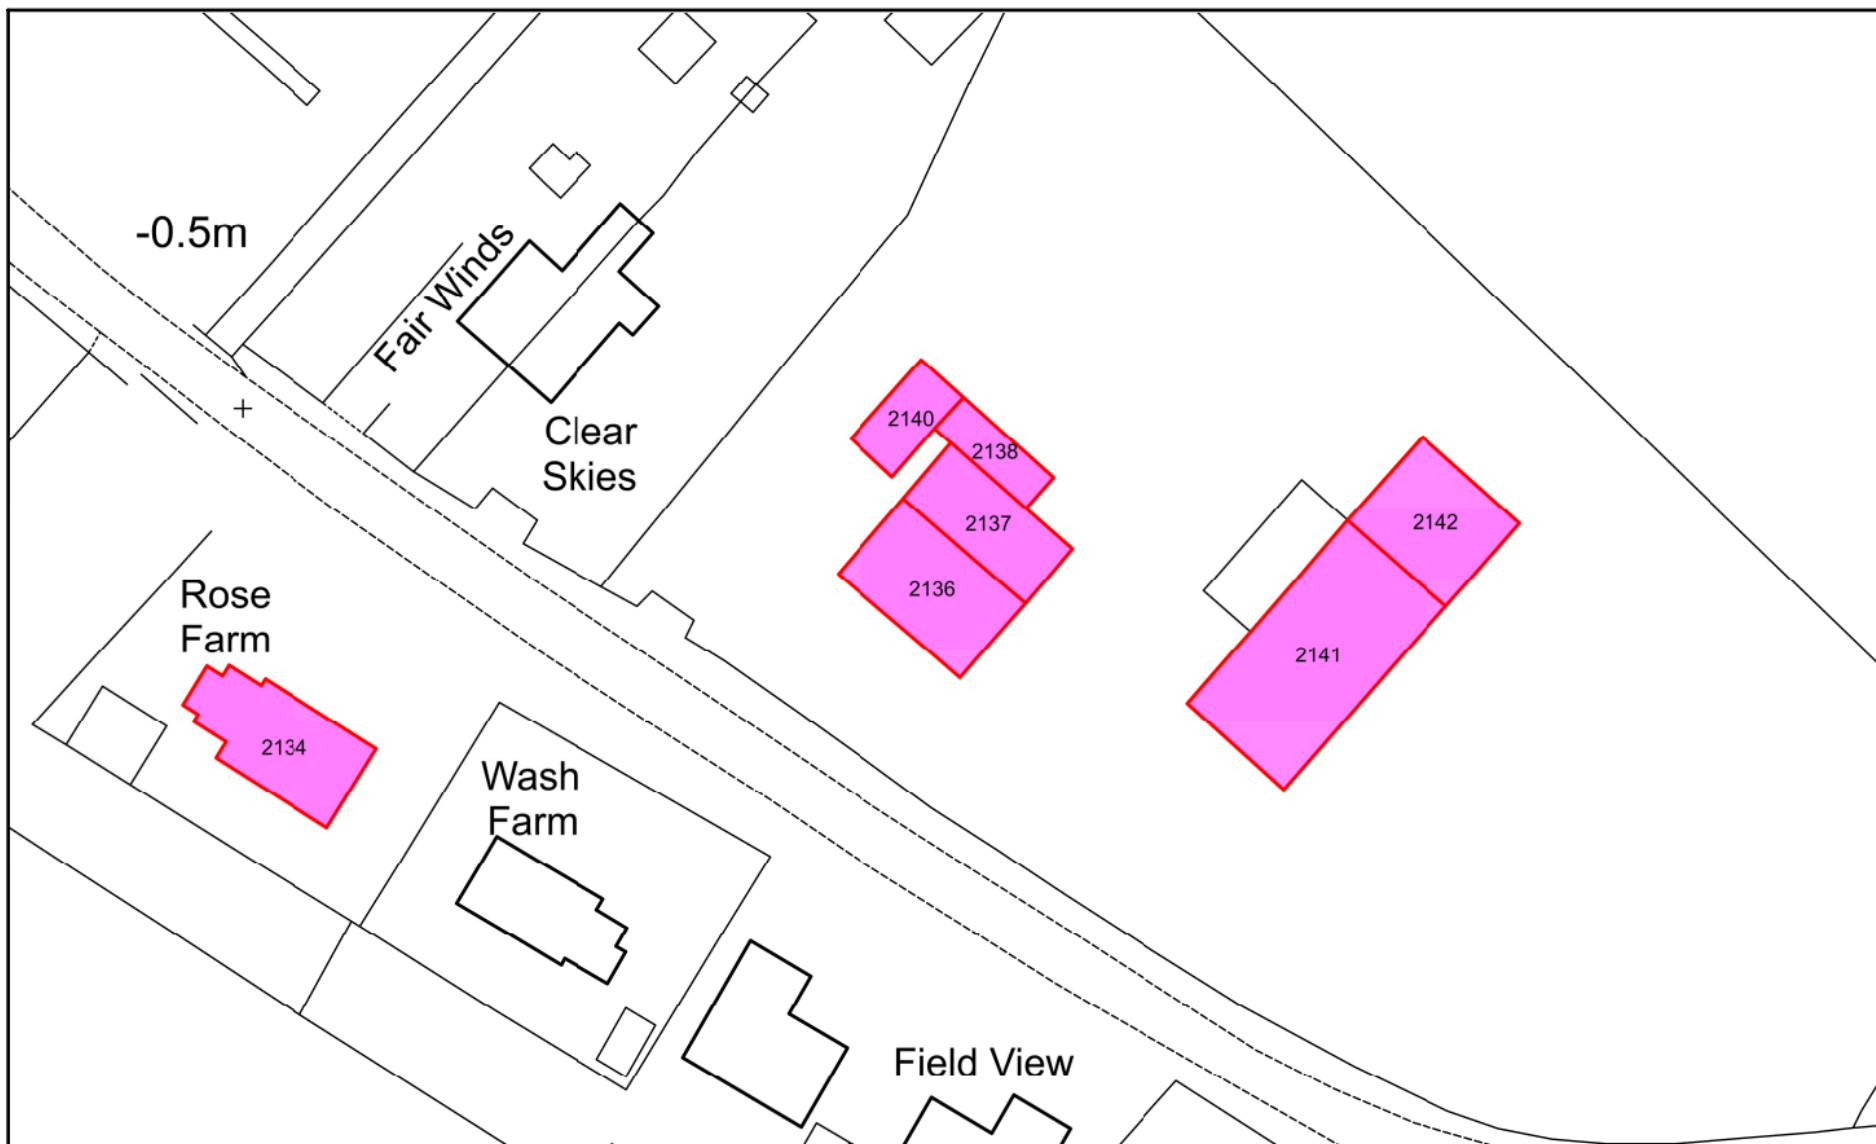 -0.5m
Fair Winds
Clear
Skies
2140
2138
2137
2136
2142
2141
Rose
Farm
2134
Wash
Farm
Field View